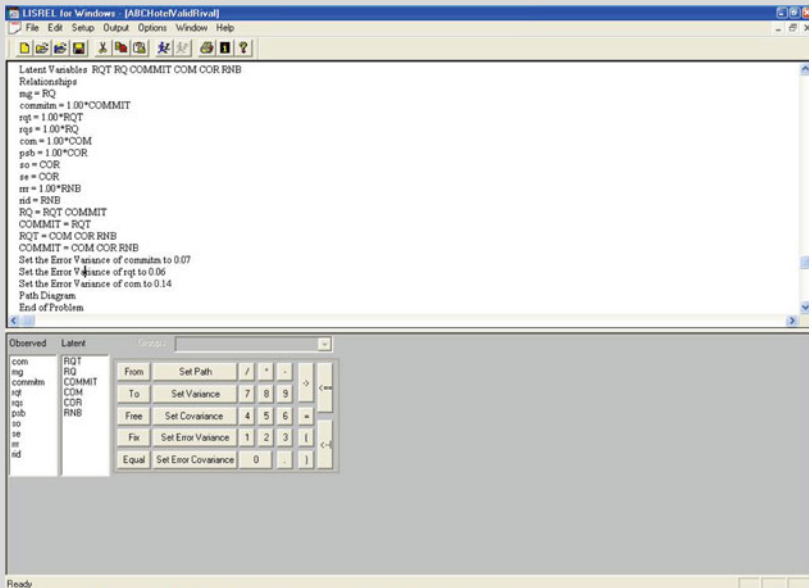 LISREL for Windows - [ABCHotelValidRival]
File Edit Setup Output Options Window Help
Latent Variables RQT RQ COMMIT COM COR RNB
Relationships
mg = RQ
commitm = 1.00*COMMIT
rqt = 1.00*RQT
rqs = 1.00*RQ
com = 1.00*COM
psb = 1.00*COR
so = COR
se = COR
rrr = 1.00*RNB
rid = RNB
RQ = RQT COMMIT
COMMIT = RQT
RQT = COM COR RNB
COMMIT = COM COR RNB
Set the Error Variance of commitm to 0.07
Set the Error Variance of rqt to 0.06
Set the Error Variance of com to 0.14
Path Diagram
End of Problem
Observed Latent Groups:
com
mg
commitm
rqt
rqs
psb
so
se
rid
RQT
RQ
COMMIT
COM
COR
RNB
From Set Path / * -
To Set Variance 7 8 9
Free Set Covariance 4 5 6 =
Fix Set Error Variance 1 2 3 (
Equal Set Error Covariance 0 . )
-> <==
Ready